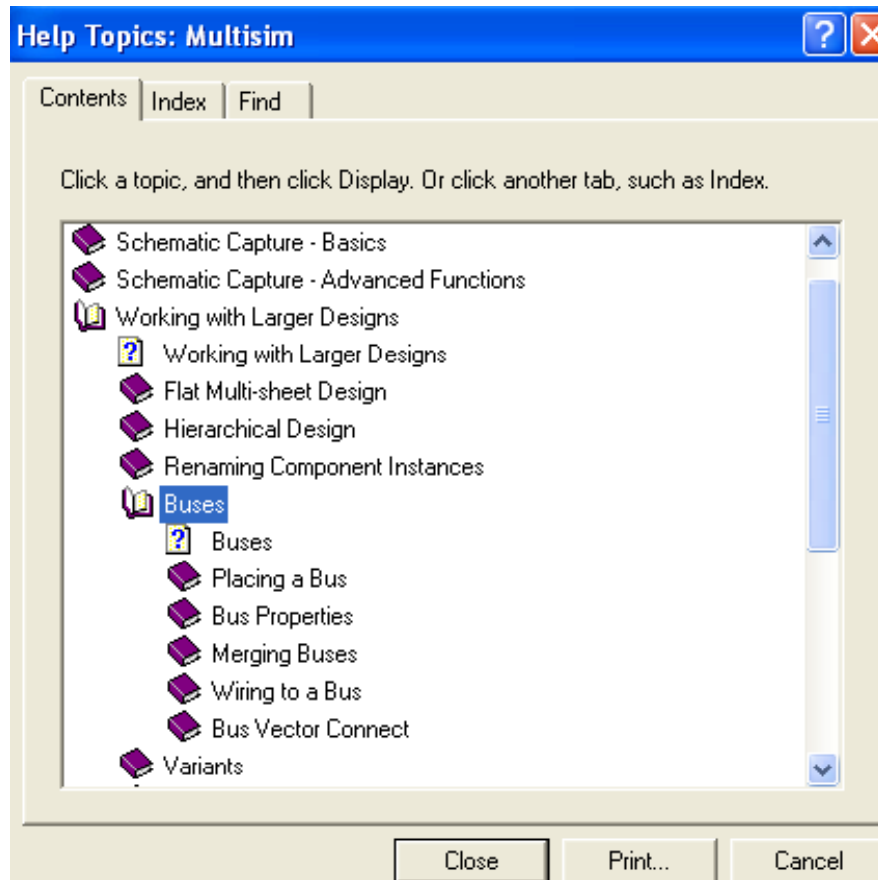 Help Topics: Multisim
Contents Index Find
Click a topic, and then click Display. Or click another tab, such as Index.
Schematic Capture - Basics
Schematic Capture - Advanced Functions
Working with Larger Designs
Working with Larger Designs
Flat Multi-sheet Design
Hierarchical Design
Renaming Component Instances
Buses
Buses
Placing a Bus
Bus Properties
Merging Buses
Wiring to a Bus
Bus Vector Connect
Variants
Close Print... Cancel